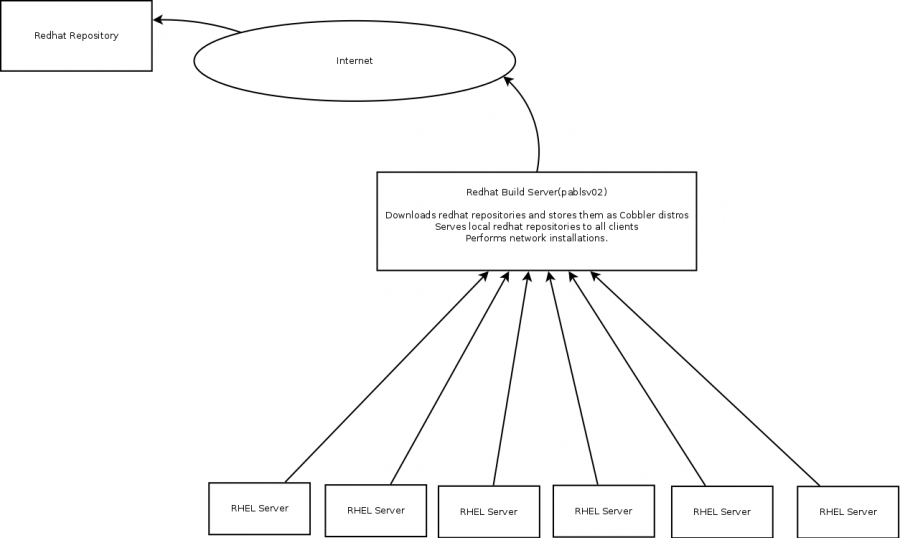 Redhat Repository
Internet
Redhat Build Server(pablsv02)
Downloads redhat repositories and stores them as Cobbler distros
Serves local redhat repositories to all clients
Performs network installations.
RHEL Server
RHEL Server
RHEL Server
RHEL Server
RHEL Server
RHEL Server